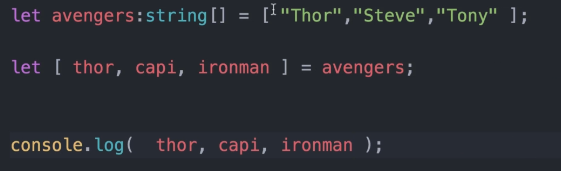 let avengers:string[] = [ "Thor","Steve","Tony" ];
let [ thor, capi, ironman ] = avengers;
console.log(  thor, capi, ironman );